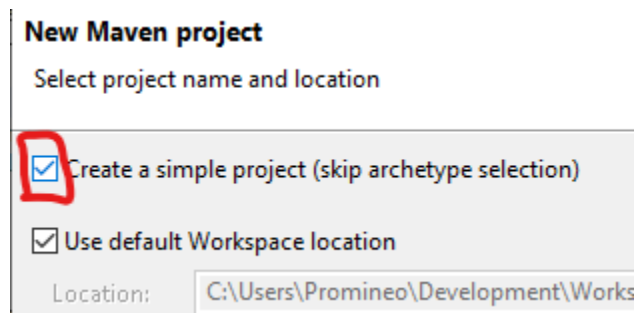 New Maven project
Select project name and location
Create a simple project (skip archetype selection)
Use default Workspace location
Location: C:\Users\Promineo\Development\Works